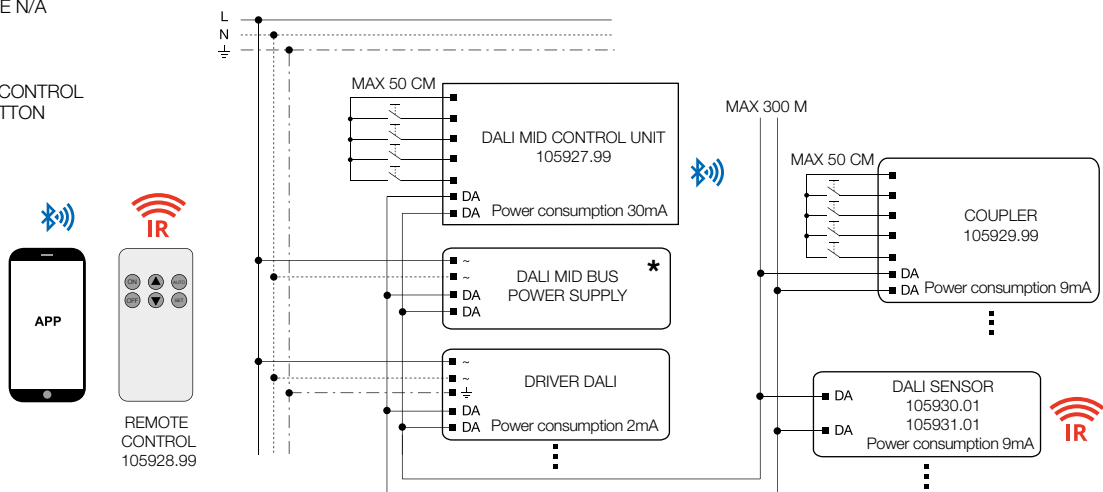 E N/A
CONTROL
TTON
L
N
MAX 50 CM
DALI MID CONTROL UNIT
105927.99
DA
DA Power consumption 30mA
MAX 300 M
MAX 50 CM
COUPLER
105929.99
DA
DA Power consumption 9mA
IR
APP
ON
AUTO
OFF
SET
REMOTE
CONTROL
105928.99
~
~
DALI MID BUS
POWER SUPPLY
*
DA
DA
~
~
DRIVER DALI
DA
DA Power consumption 2mA
DALI SENSOR
105930.01
105931.01
DA
DA
Power consumption 9mA
IR